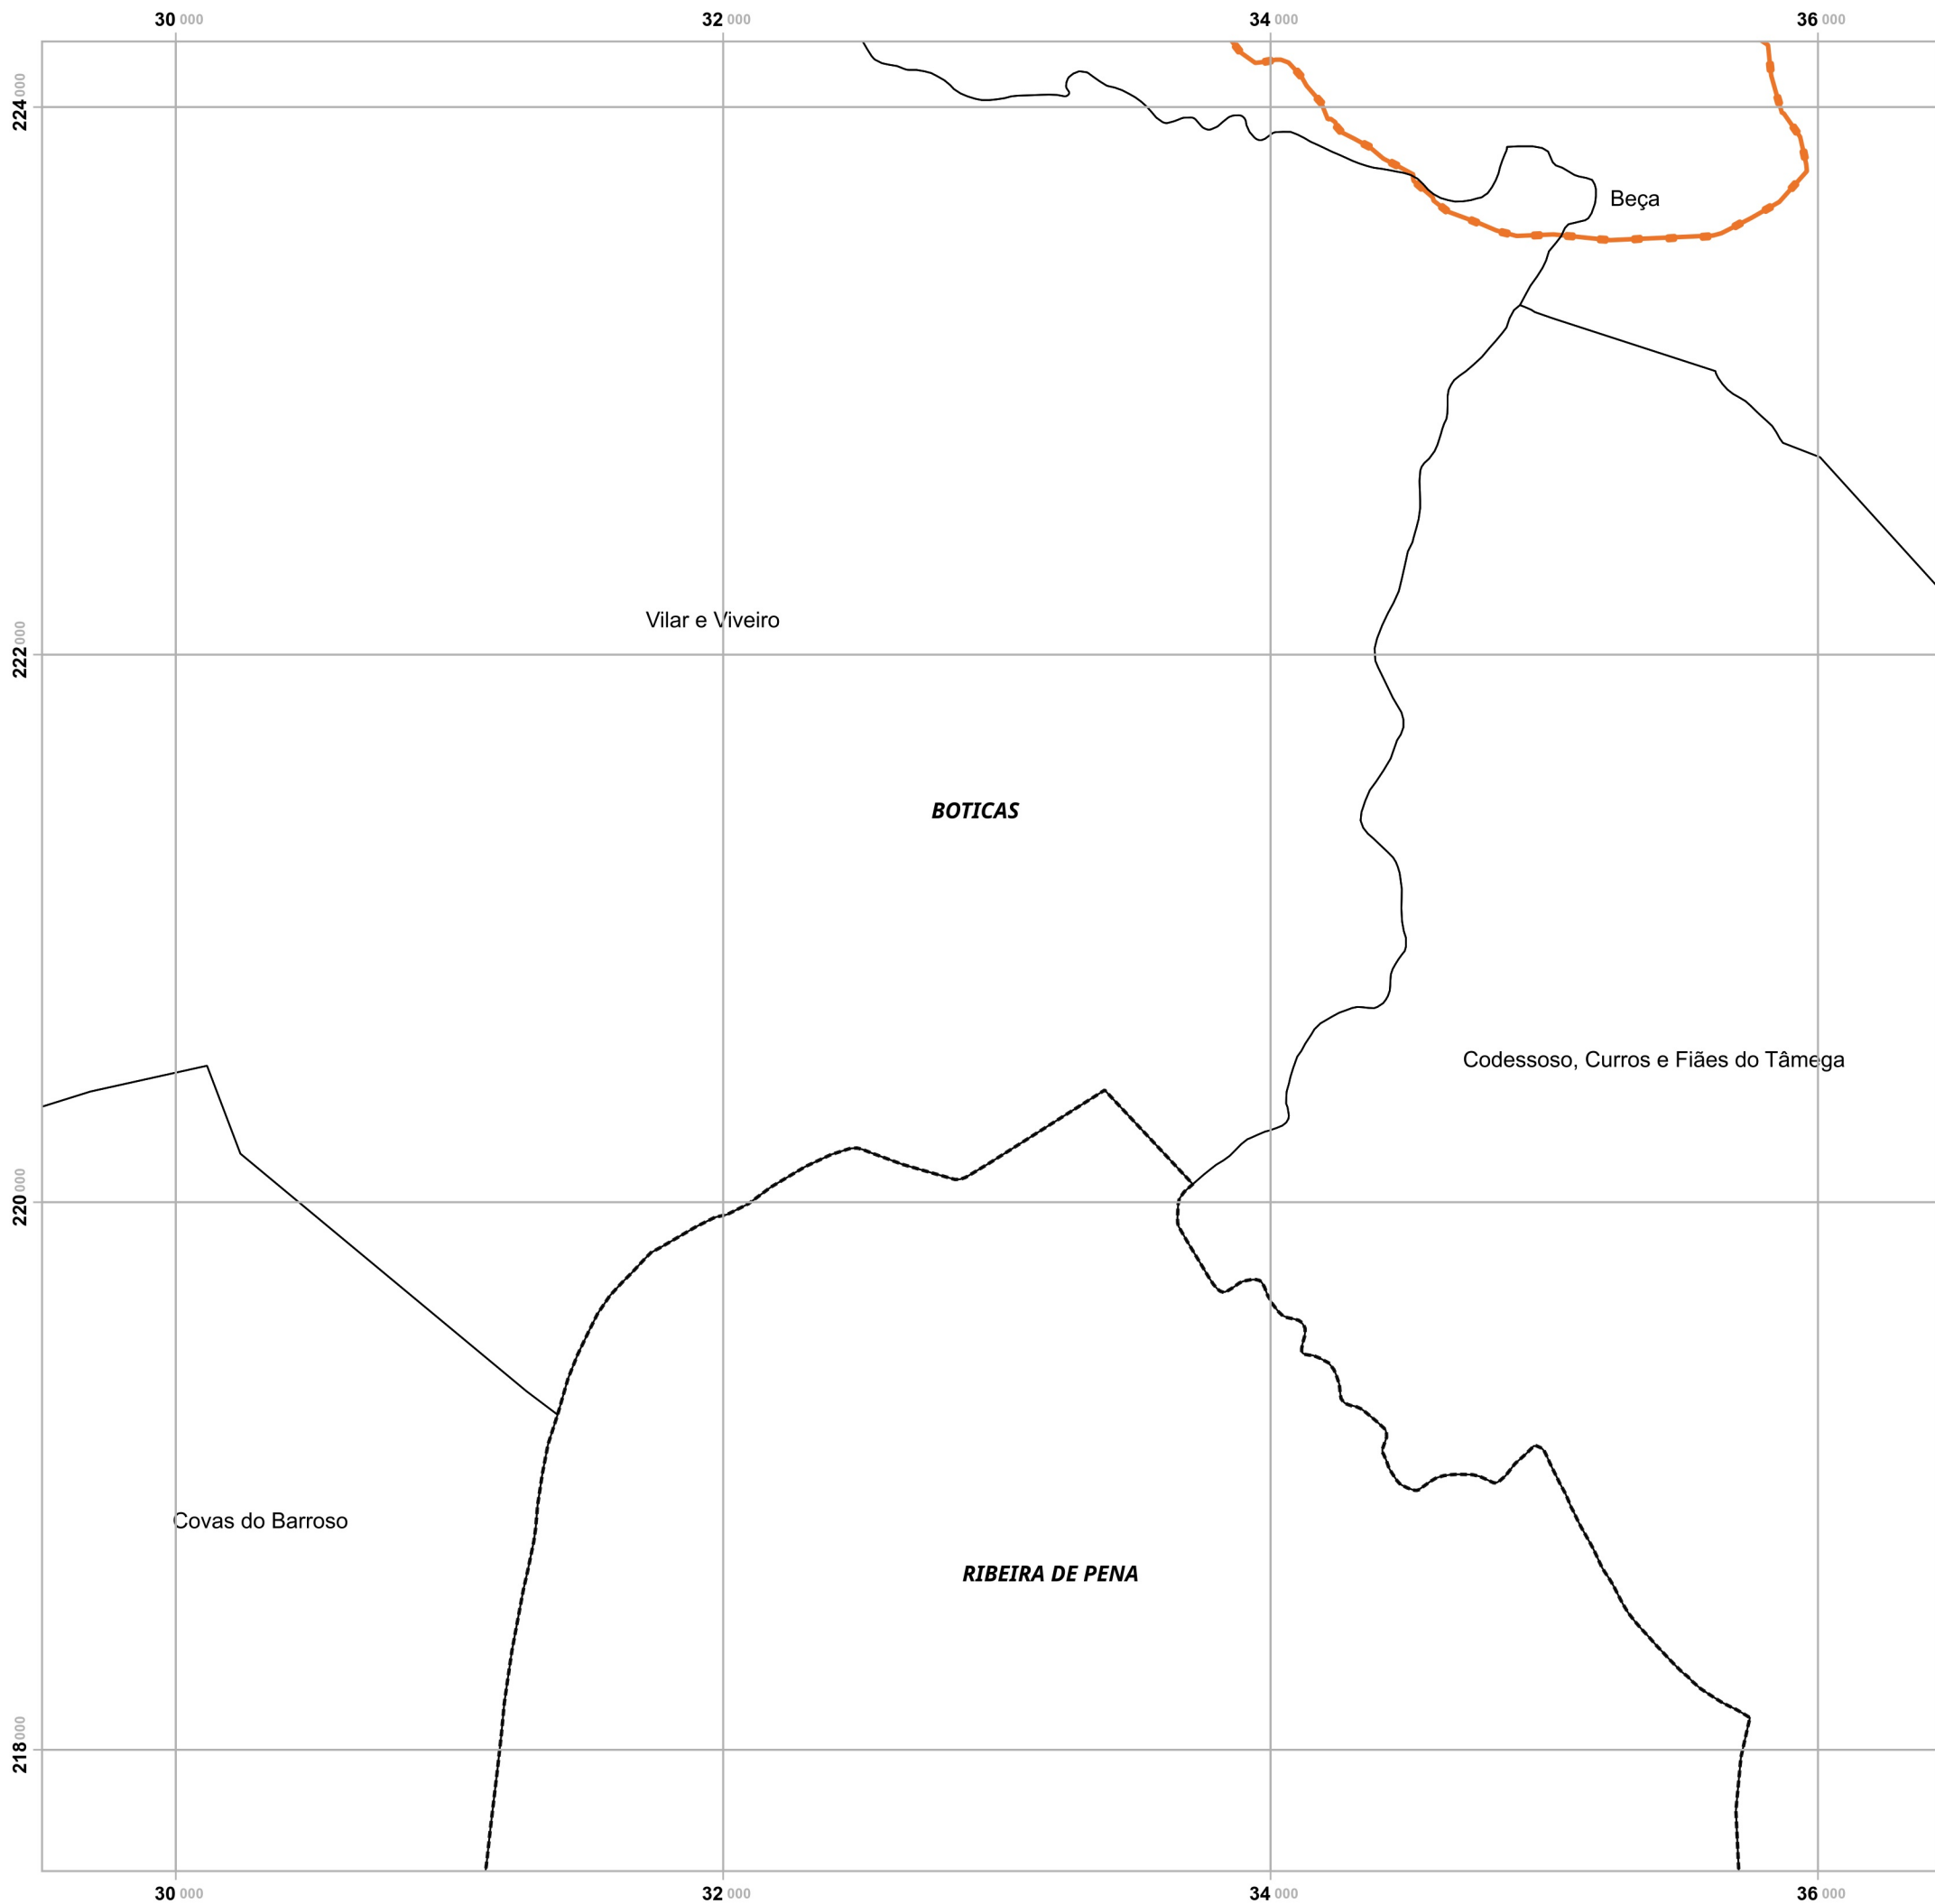 30 000 32 000 34 000 36 000
224 000
Beça
Vilar e Viveiro
222 000
BOTICAS
Codessoso, Curros e Fiães do Tâmega
220 000
Covas do Barroso
RIBEIRA DE PENA
218 000
30 000 32 000 34 000 36 000